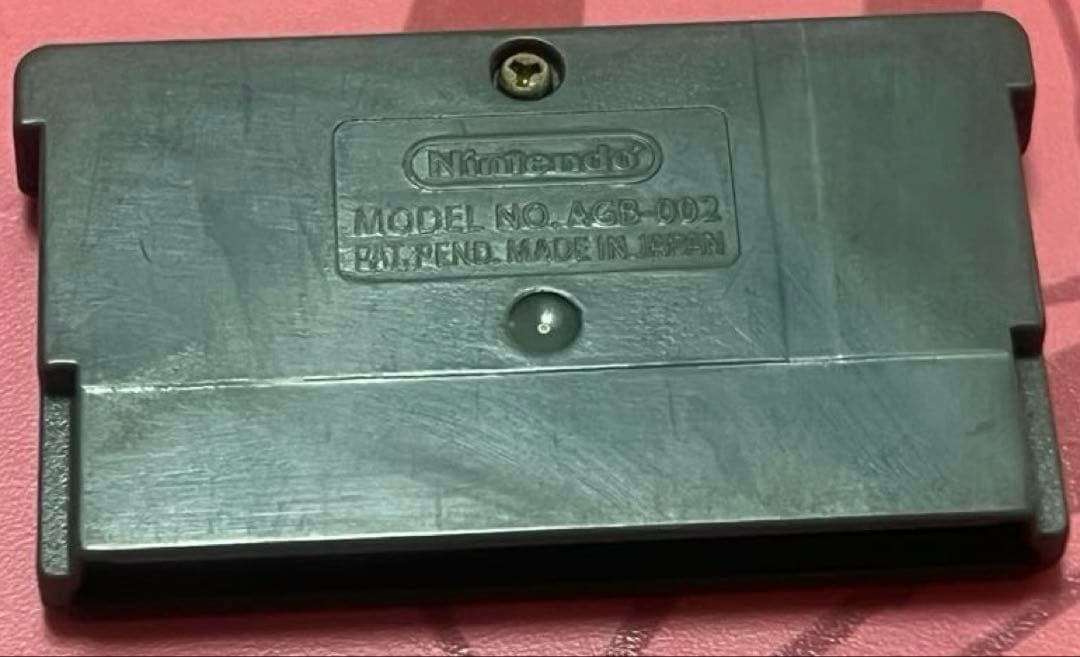 Nintendo
MODEL NO. AGB-002
PAT. PEND. MADE IN JAPAN